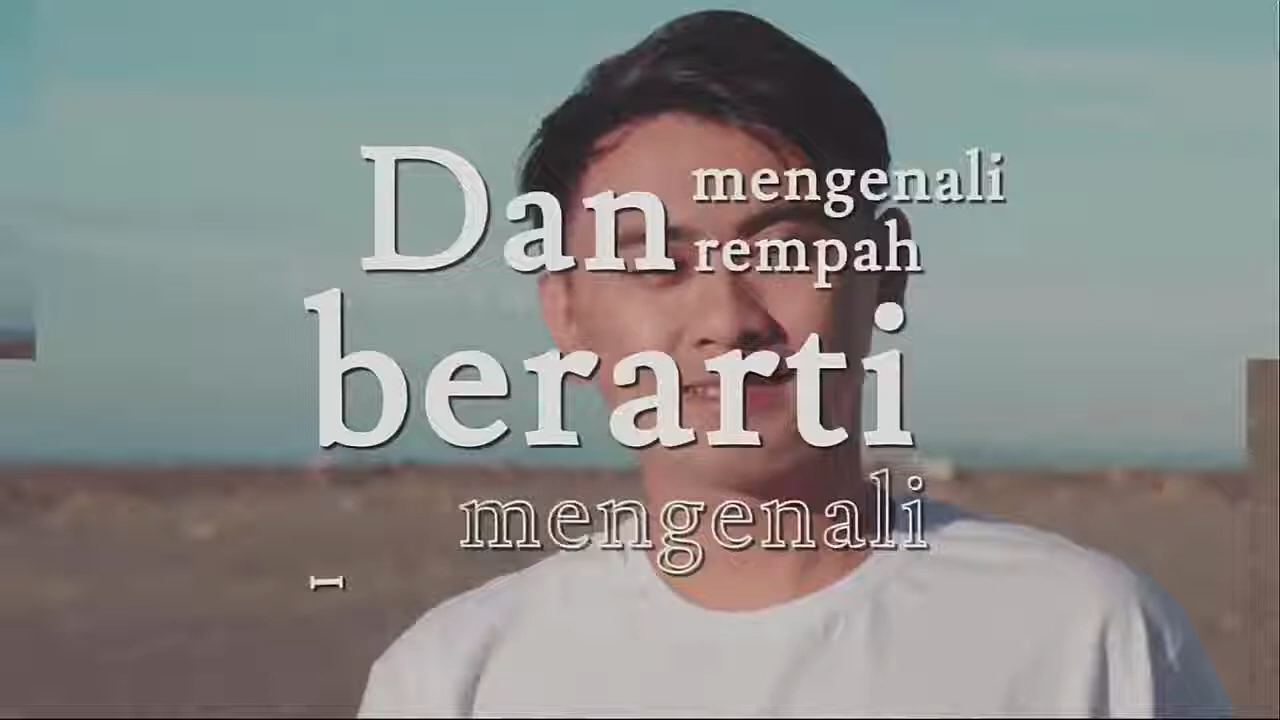 Dan mengenali
rempah
berarti
mengenali